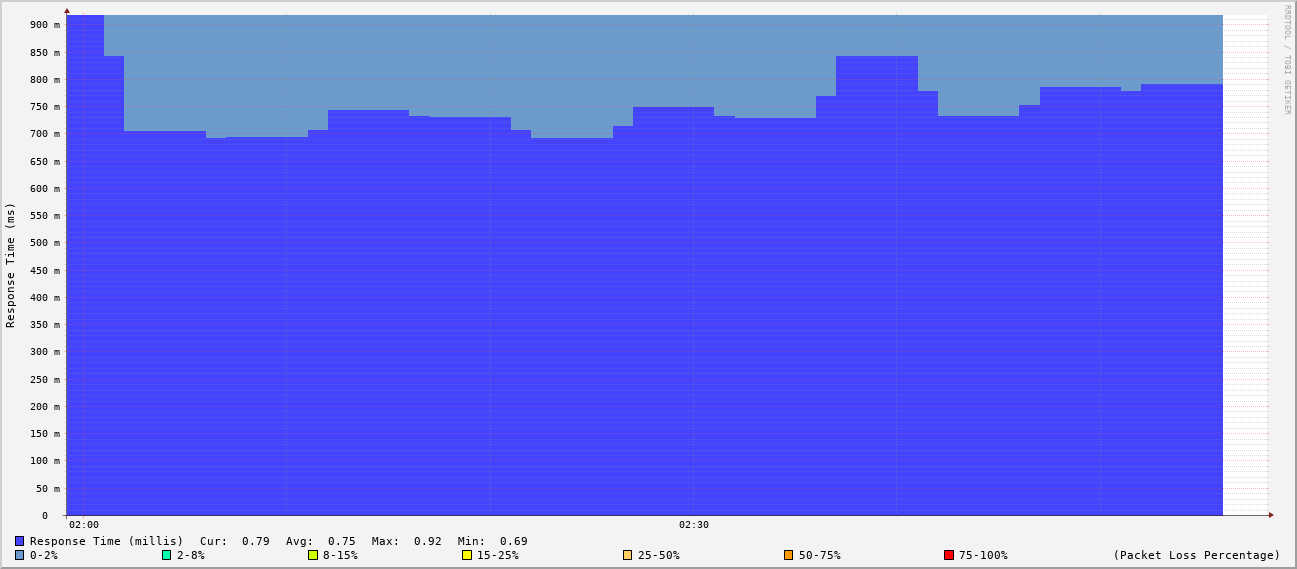 RRDTOOL / TOBI OETIKER
Response Time (ms)
900 m
850 m
800 m
750 m
700 m
650 m
600 m
550 m
500 m
450 m
400 m
350 m
300 m
250 m
200 m
150 m
100 m
50 m
0
02:00 02:30
Response Time (millis) Cur: 0.79 Avg: 0.75 Max: 0.92 Min: 0.69
0-2% 2-8% 8-15% 15-25% 25-50% 50-75% 75-100% (Packet Loss Percentage)